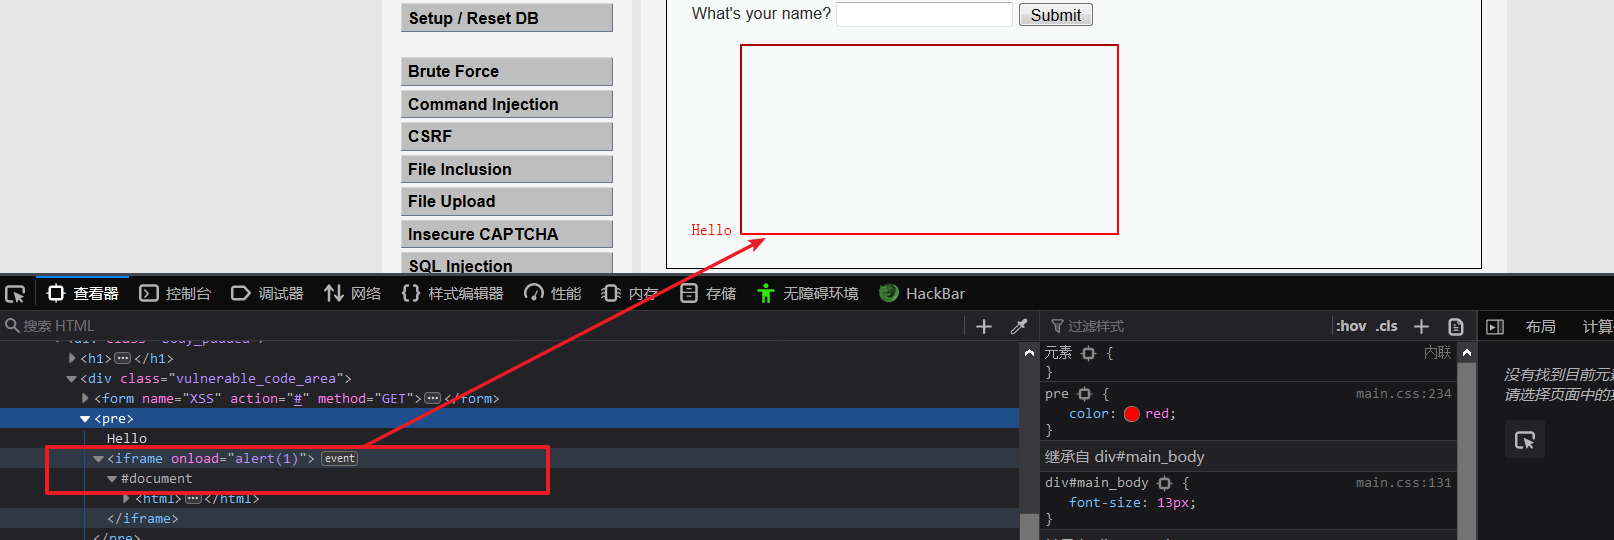 Setup / Reset DB
Brute Force
Command Injection
CSRF
File Inclusion
File Upload
Insecure CAPTCHA
SQL Injection
What's your name?
Submit
Hello
查看器 控制台 调试器 网络 样式编辑器 性能 内存 存储 无障碍环境 HackBar
搜索 HTML
<h1></h1>
<div class="vulnerable_code_area">
<form name="XSS" action="#" method="GET"></form>
<pre>
Hello
<iframe onload="alert(1)"> event
#document
<html></html>
</iframe>
</pre>
过滤样式 :hov .cls
元素 { 内联
}
pre { main.css:234
color: red;
}
继承自 div#main_body
div#main_body { main.css:131
font-size: 13px;
}
布局 计算
没有找到目前元
请选择页面中的